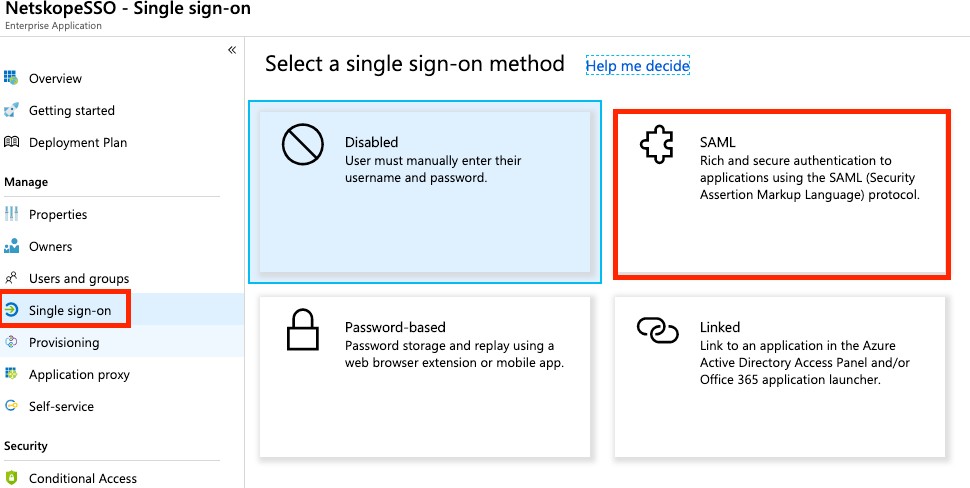 NetskopeSSO - Single sign-on
Enterprise Application
«
Overview
Getting started
Deployment Plan
Manage
Properties
Owners
Users and groups
Single sign-on
Provisioning
Application proxy
Self-service
Security
Conditional Access
Select a single sign-on method Help me decide
Disabled
User must manually enter their
username and password.
SAML
Rich and secure authentication to
applications using the SAML (Security
Assertion Markup Language) protocol.
Password-based
Password storage and replay using a
web browser extension or mobile app.
Linked
Link to an application in the Azure
Active Directory Access Panel and/or
Office 365 application launcher.